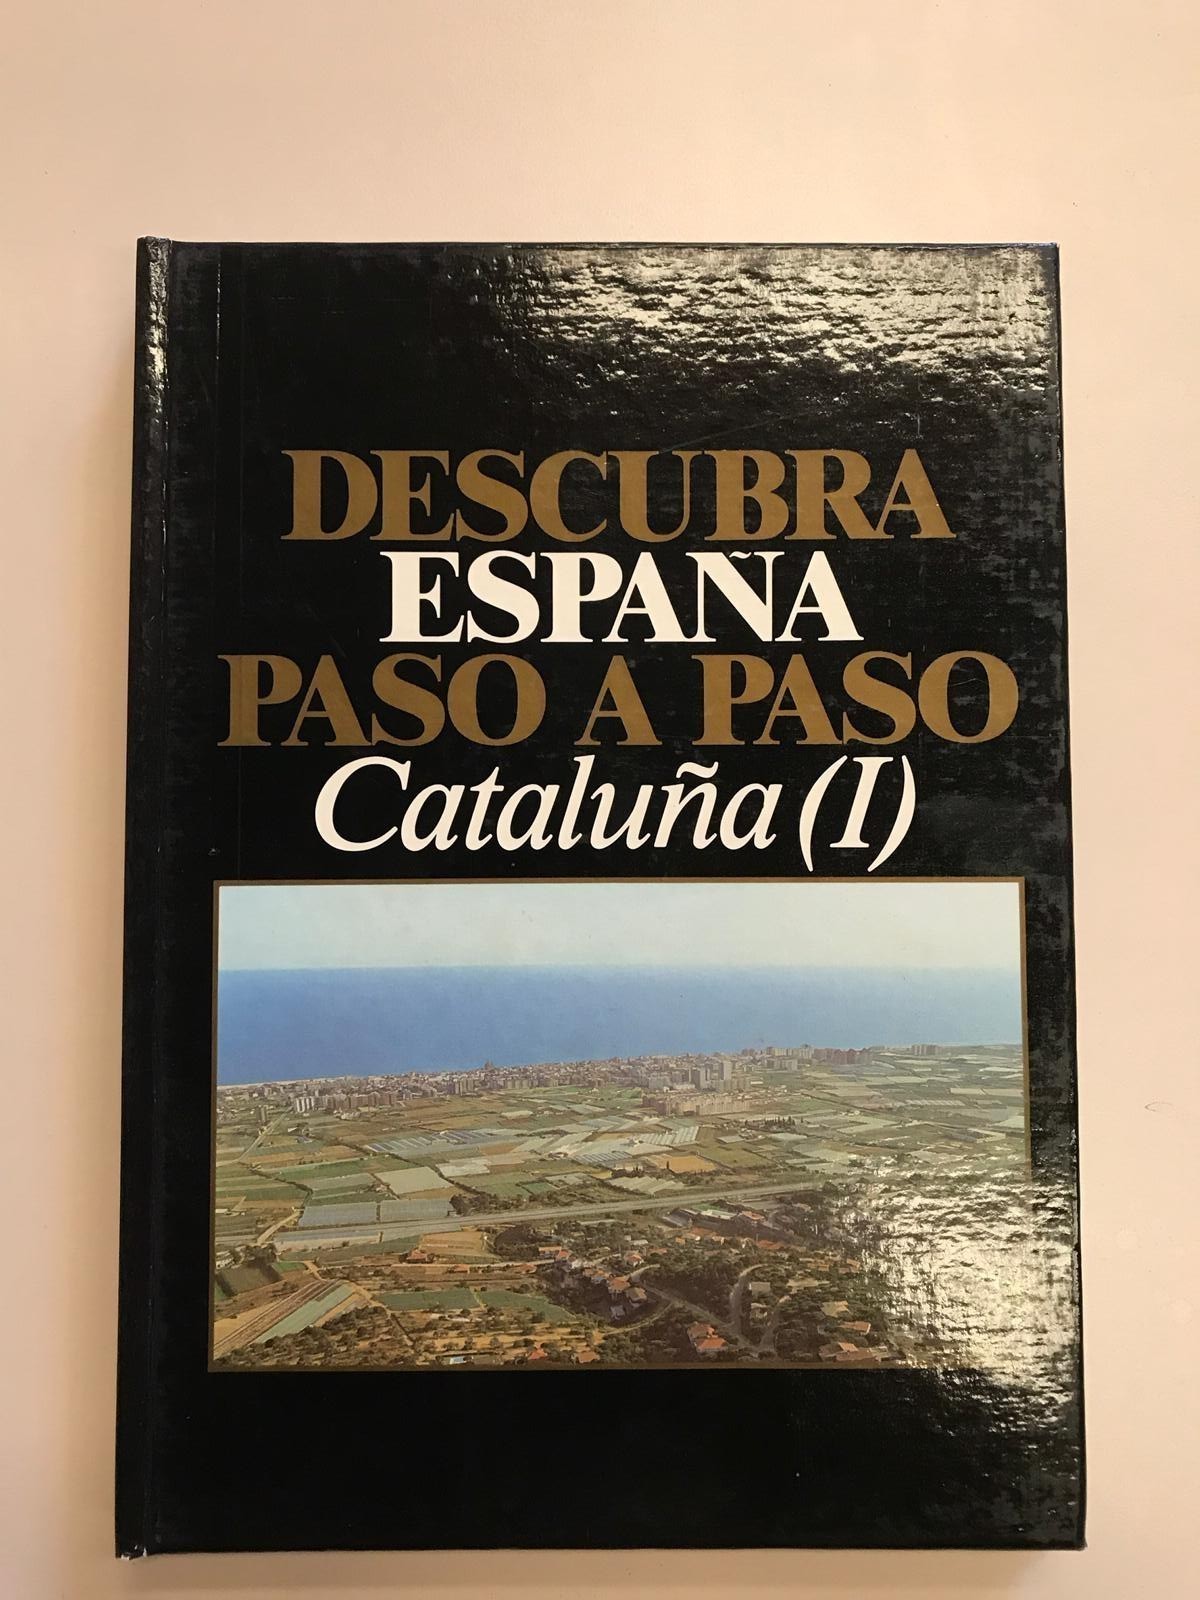 DESCUBRA
ESPAÑA
PASO A PASO
Cataluña (I)